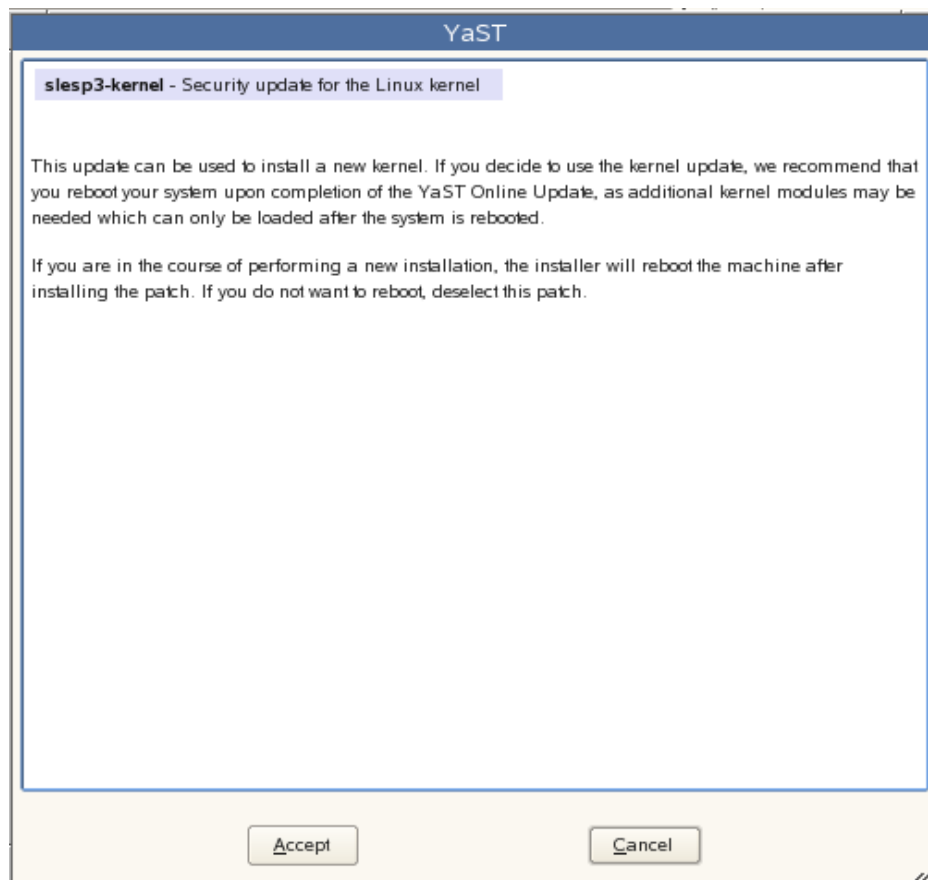 YaST
slesp3-kernel - Security update for the Linux kernel
This update can be used to install a new kernel. If you decide to use the kernel update, we recommend that
you reboot your system upon completion of the YaST Online Update, as additional kernel modules may be
needed which can only be loaded after the system is rebooted.
If you are in the course of performing a new installation, the installer will reboot the machine after
installing the patch. If you do not want to reboot, deselect this patch.
Accept
Cancel